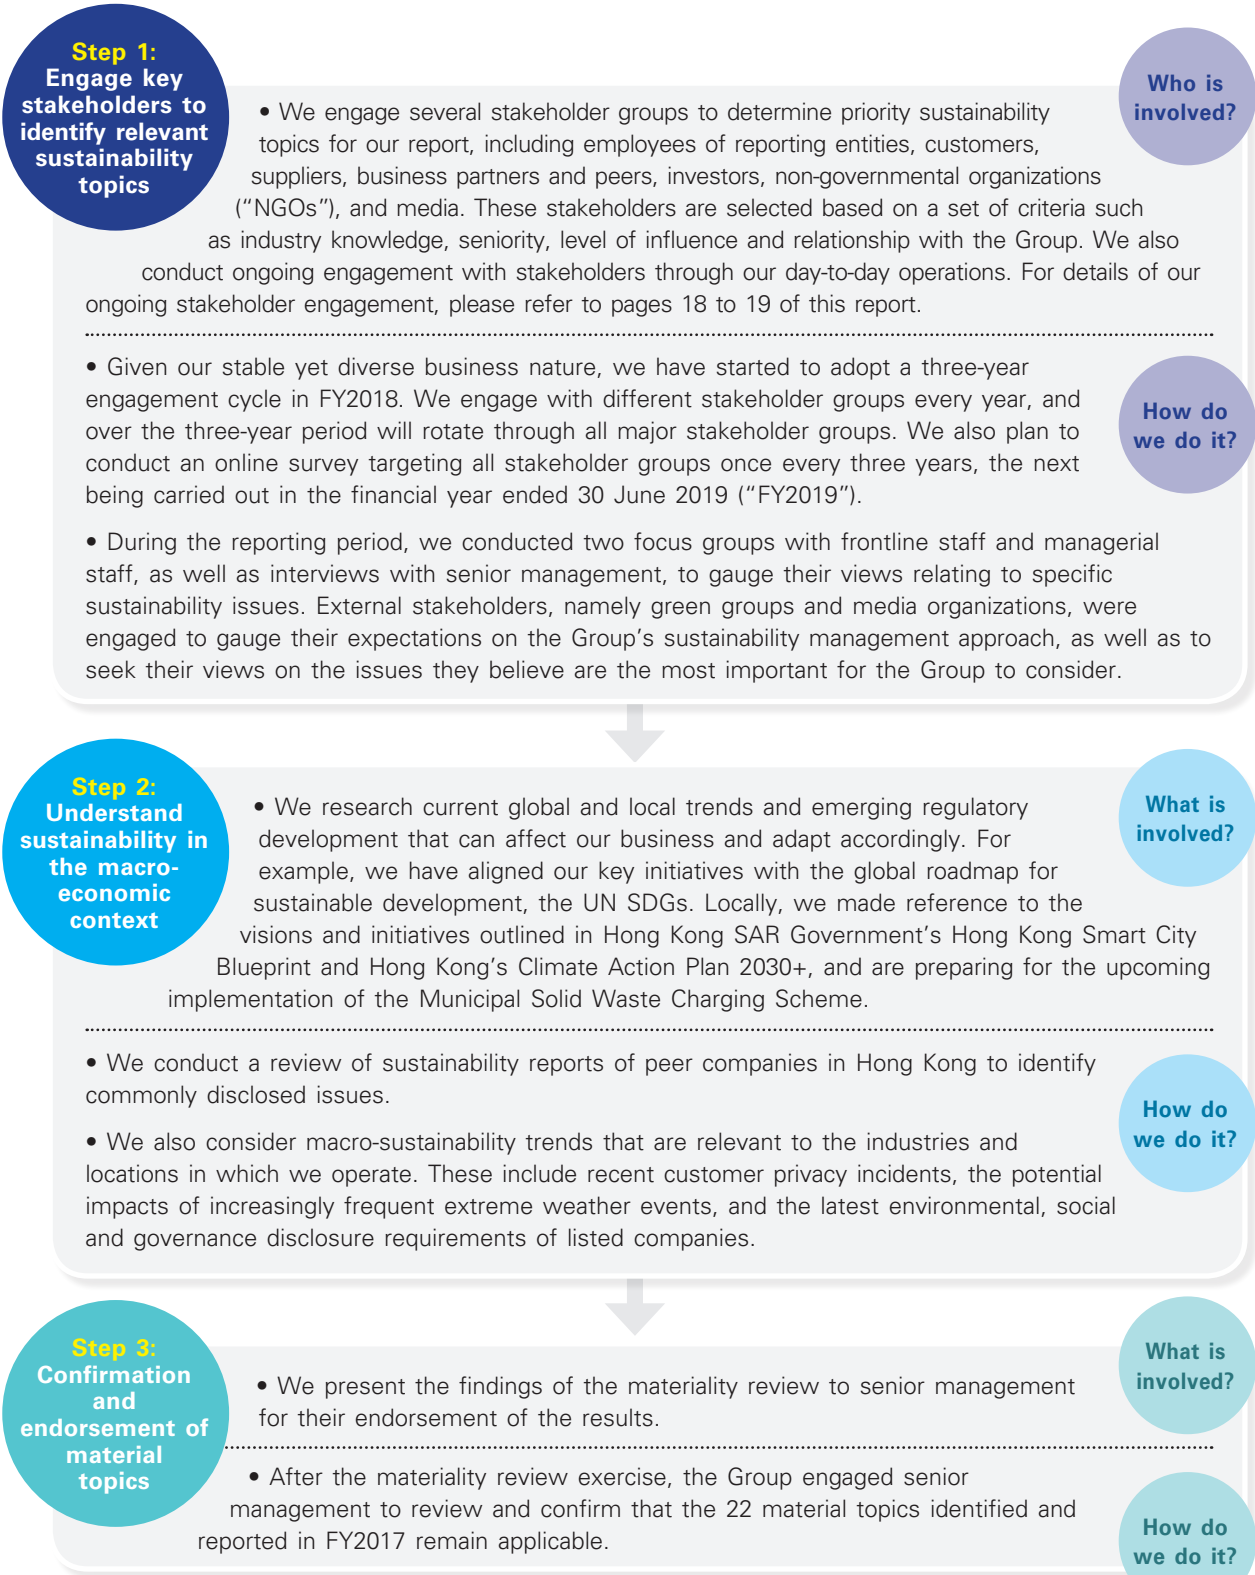 Step 1:
Engage key
stakeholders to
identify relevant
sustainability
topics
Who is
involved?
• We engage several stakeholder groups to determine priority sustainability
topics for our report, including employees of reporting entities, customers,
suppliers, business partners and peers, investors, non-governmental organizations
(“NGOs”), and media. These stakeholders are selected based on a set of criteria such
as industry knowledge, seniority, level of influence and relationship with the Group. We also
conduct ongoing engagement with stakeholders through our day-to-day operations. For details of our
ongoing stakeholder engagement, please refer to pages 18 to 19 of this report.
• Given our stable yet diverse business nature, we have started to adopt a three-year
engagement cycle in FY2018. We engage with different stakeholder groups every year, and
over the three-year period will rotate through all major stakeholder groups. We also plan to
conduct an online survey targeting all stakeholder groups once every three years, the next
being carried out in the financial year ended 30 June 2019 (“FY2019”).
How do
we do it?
• During the reporting period, we conducted two focus groups with frontline staff and managerial
staff, as well as interviews with senior management, to gauge their views relating to specific
sustainability issues. External stakeholders, namely green groups and media organizations, were
engaged to gauge their expectations on the Group’s sustainability management approach, as well as to
seek their views on the issues they believe are the most important for the Group to consider.
Step 2:
Understand
sustainability in
the macro-
economic
context
What is
involved?
• We research current global and local trends and emerging regulatory
development that can affect our business and adapt accordingly. For
example, we have aligned our key initiatives with the global roadmap for
sustainable development, the UN SDGs. Locally, we made reference to the
visions and initiatives outlined in Hong Kong SAR Government’s Hong Kong Smart City
Blueprint and Hong Kong’s Climate Action Plan 2030+, and are preparing for the upcoming
implementation of the Municipal Solid Waste Charging Scheme.
• We conduct a review of sustainability reports of peer companies in Hong Kong to identify
commonly disclosed issues.
How do
we do it?
• We also consider macro-sustainability trends that are relevant to the industries and
locations in which we operate. These include recent customer privacy incidents, the potential
impacts of increasingly frequent extreme weather events, and the latest environmental, social
and governance disclosure requirements of listed companies.
Step 3:
Confirmation
and
endorsement of
material
topics
What is
involved?
• We present the findings of the materiality review to senior management
for their endorsement of the results.
• After the materiality review exercise, the Group engaged senior
management to review and confirm that the 22 material topics identified and
reported in FY2017 remain applicable.
How do
we do it?